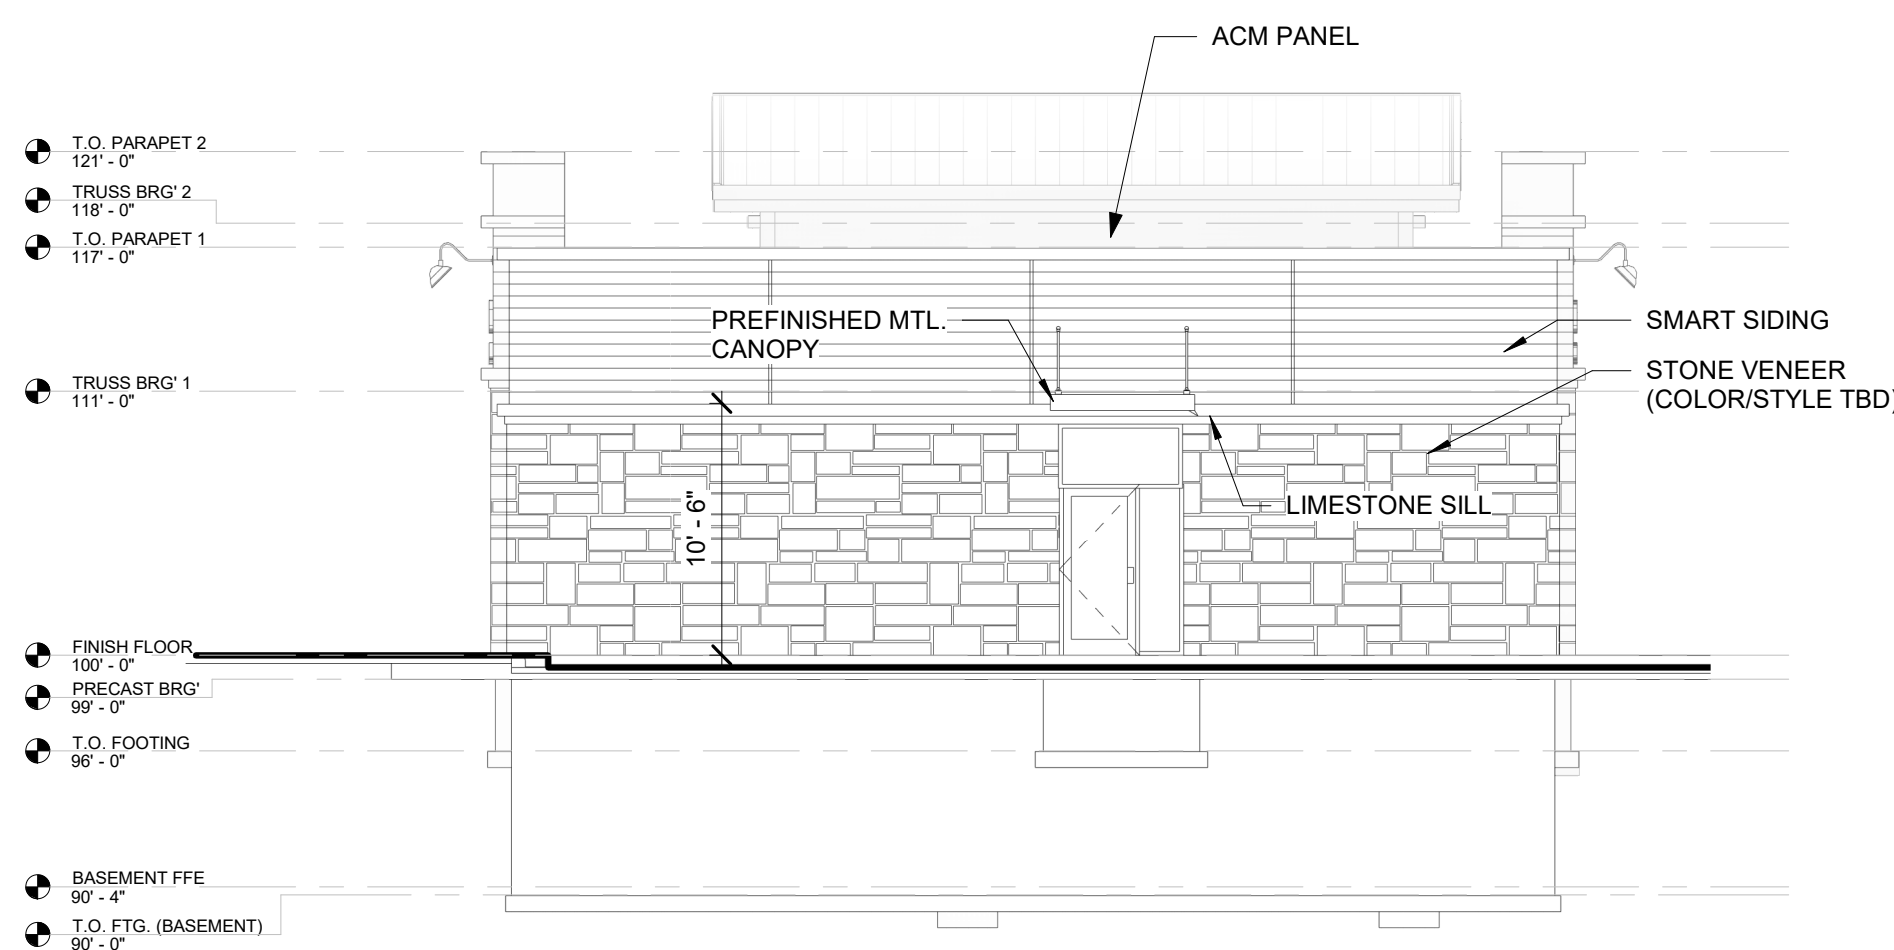 ACM PANEL
T.O. PARAPET 2
121' - 0"
TRUSS BRG' 2
118' - 0"
T.O. PARAPET 1
117' - 0"
PREFINISHED MTL.
CANOPY
SMART SIDING
STONE VENEER
(COLOR/STYLE TBD)
TRUSS BRG' 1
111' - 0"
LIMESTONE SILL
10' - 6"
FINISH FLOOR
100' - 0"
PRECAST BRG'
99' - 0"
T.O. FOOTING
96' - 0"
BASEMENT FFE
90' - 4"
T.O. FTG. (BASEMENT)
90' - 0"